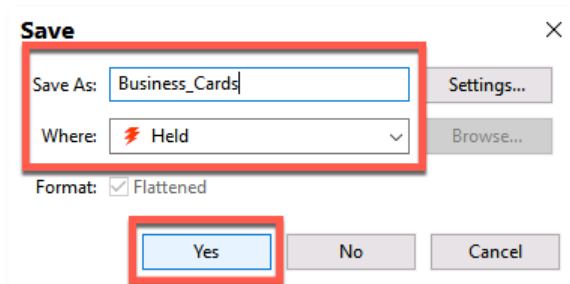 Save
Save As: Business_Cards Settings...
Where: Held Browse...
Format: Flattened
Yes No Cancel